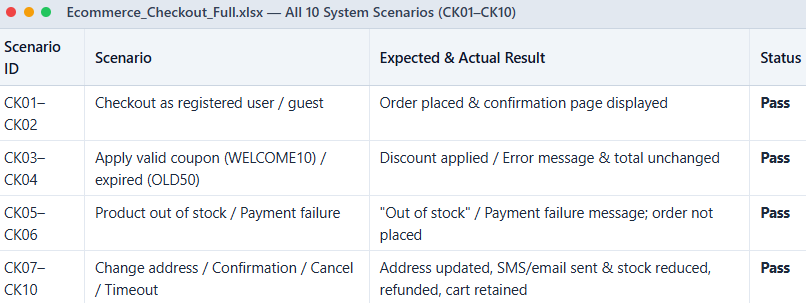 Ecommerce_Checkout_Full.xlsx — All 10 System Scenarios (CK01–CK10)
Scenario ID Scenario Expected & Actual Result Status
CK01–CK02 Checkout as registered user / guest Order placed & confirmation page displayed Pass
CK03–CK04 Apply valid coupon (WELCOME10) / expired (OLD50) Discount applied / Error message & total unchanged Pass
CK05–CK06 Product out of stock / Payment failure "Out of stock" / Payment failure message; order not placed Pass
CK07–CK10 Change address / Confirmation / Cancel / Timeout Address updated, SMS/email sent & stock reduced, refunded, cart retained Pass